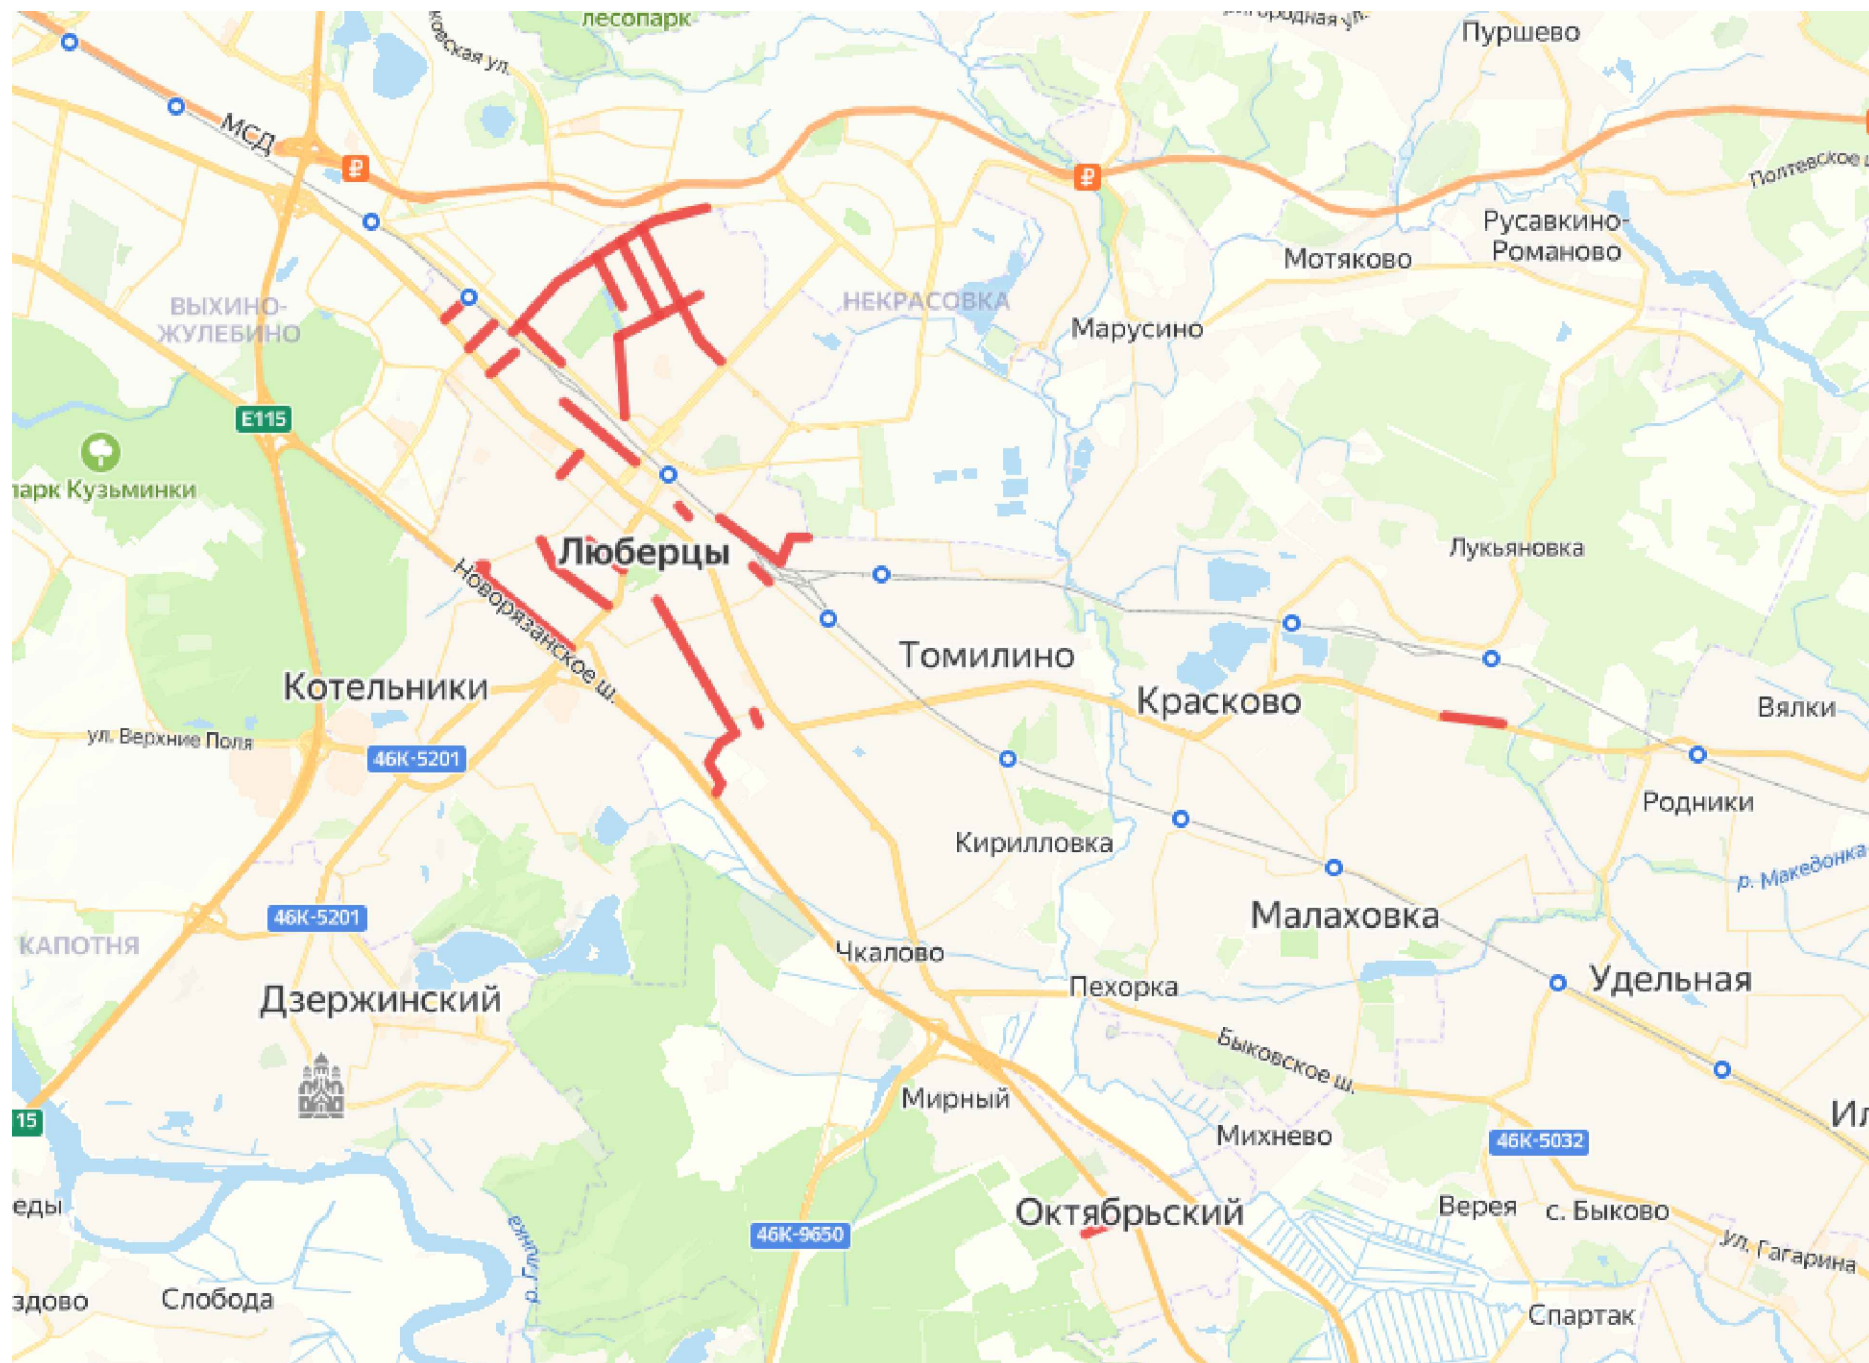 лесопарк
Пуршево
МСД
₽
₽
Полтевское
Русавкино-
Романово
Мотяково
ВЫХИНО-
ЖУЛЕБИНО
НЕКРАСОВКА
Марусино
E115
парк Кузьминки
Лукьяновка
Люберцы
Новорязанское ш.
Томилино
Котельники
Красково
Вялки
ул. Верхние Поля
46К-5201
Родники
Кирилловка
р. Македонка
46К-5201
Малаховка
КАПОТНЯ
Чкалово
Удельная
Пехорка
Дзержинский
Быковское ш.
Мирный
15
Ил
Михнево
46К-5032
еды
Верея
с. Быково
Октябрьский
46К-9650
ул. Гагарина
здово
Слобода
Спартак